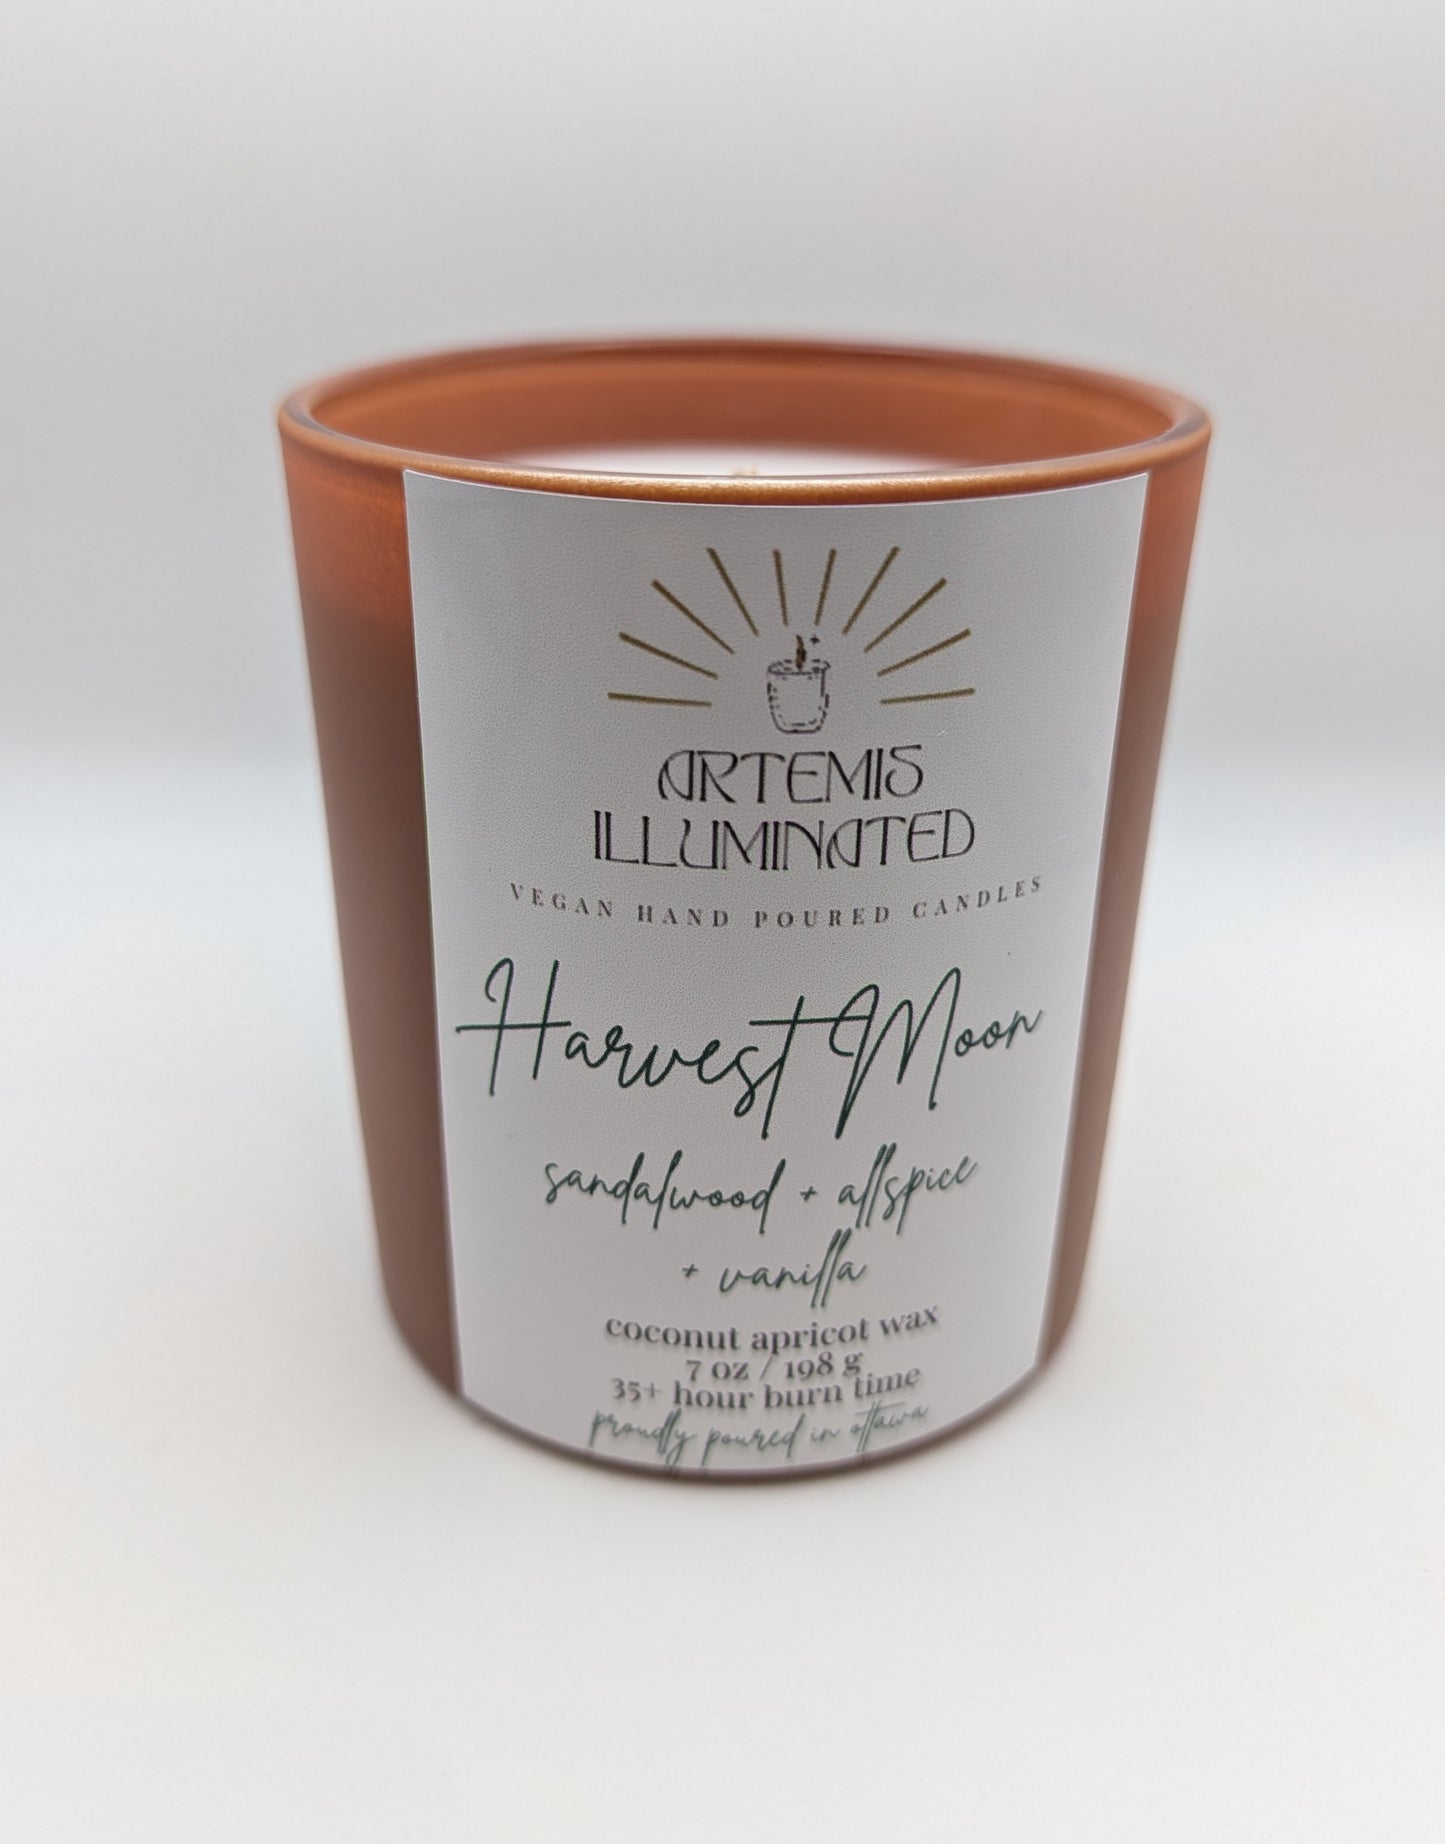 ARTEMIS
ILLUMINATED
VEGAN HAND POURED CANDLES
Harvest Moon
sandalwood + allspice
+ vanilla
coconut apricot wax
7 oz / 198 g
35+ hour burn time
proudly poured in ottawa